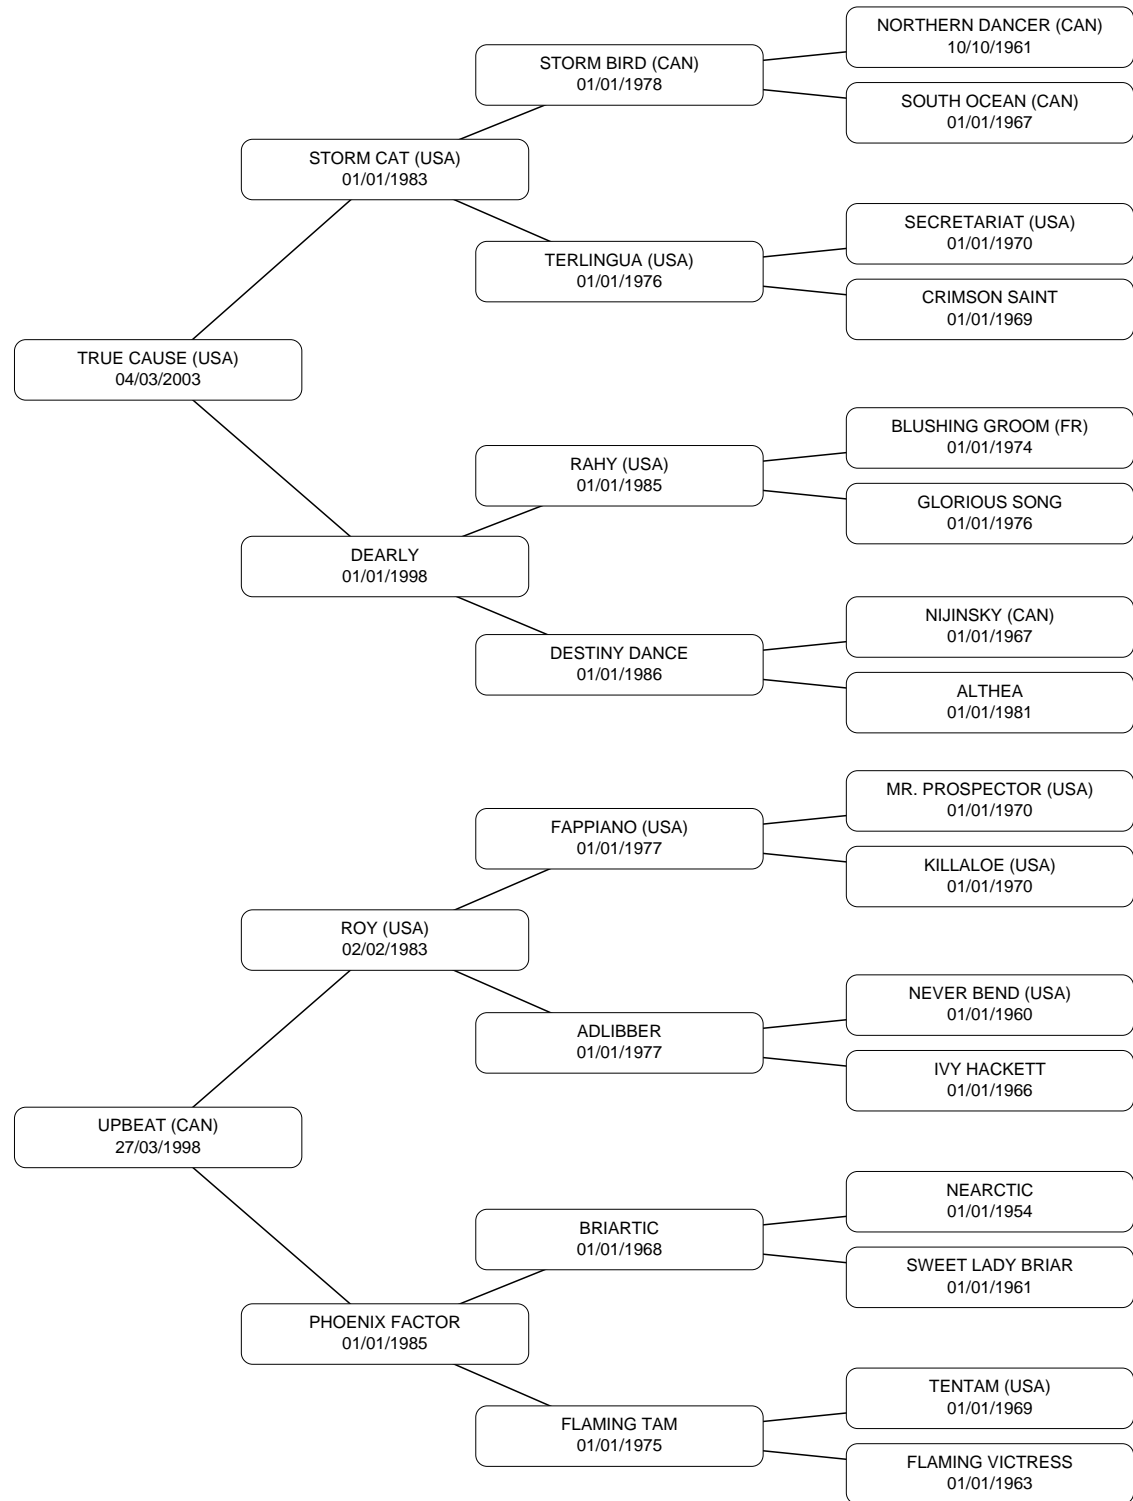 NORTHERN DANCER (CAN)
10/10/1961
STORM BIRD (CAN)
01/01/1978
SOUTH OCEAN (CAN)
01/01/1967
STORM CAT (USA)
01/01/1983
SECRETARIAT (USA)
01/01/1970
TERLINGUA (USA)
01/01/1976
CRIMSON SAINT
01/01/1969
TRUE CAUSE (USA)
04/03/2003
BLUSHING GROOM (FR)
01/01/1974
RAHY (USA)
01/01/1985
GLORIOUS SONG
01/01/1976
DEARLY
01/01/1998
NIJINSKY (CAN)
01/01/1967
DESTINY DANCE
01/01/1986
ALTHEA
01/01/1981
MR. PROSPECTOR (USA)
01/01/1970
FAPPIANO (USA)
01/01/1977
KILLALOE (USA)
01/01/1970
ROY (USA)
02/02/1983
NEVER BEND (USA)
01/01/1960
ADLIBBER
01/01/1977
IVY HACKETT
01/01/1966
UPBEAT (CAN)
27/03/1998
NEARCTIC
01/01/1954
BRIARTIC
01/01/1968
SWEET LADY BRIAR
01/01/1961
PHOENIX FACTOR
01/01/1985
TENTAM (USA)
01/01/1969
FLAMING TAM
01/01/1975
FLAMING VICTRESS
01/01/1963